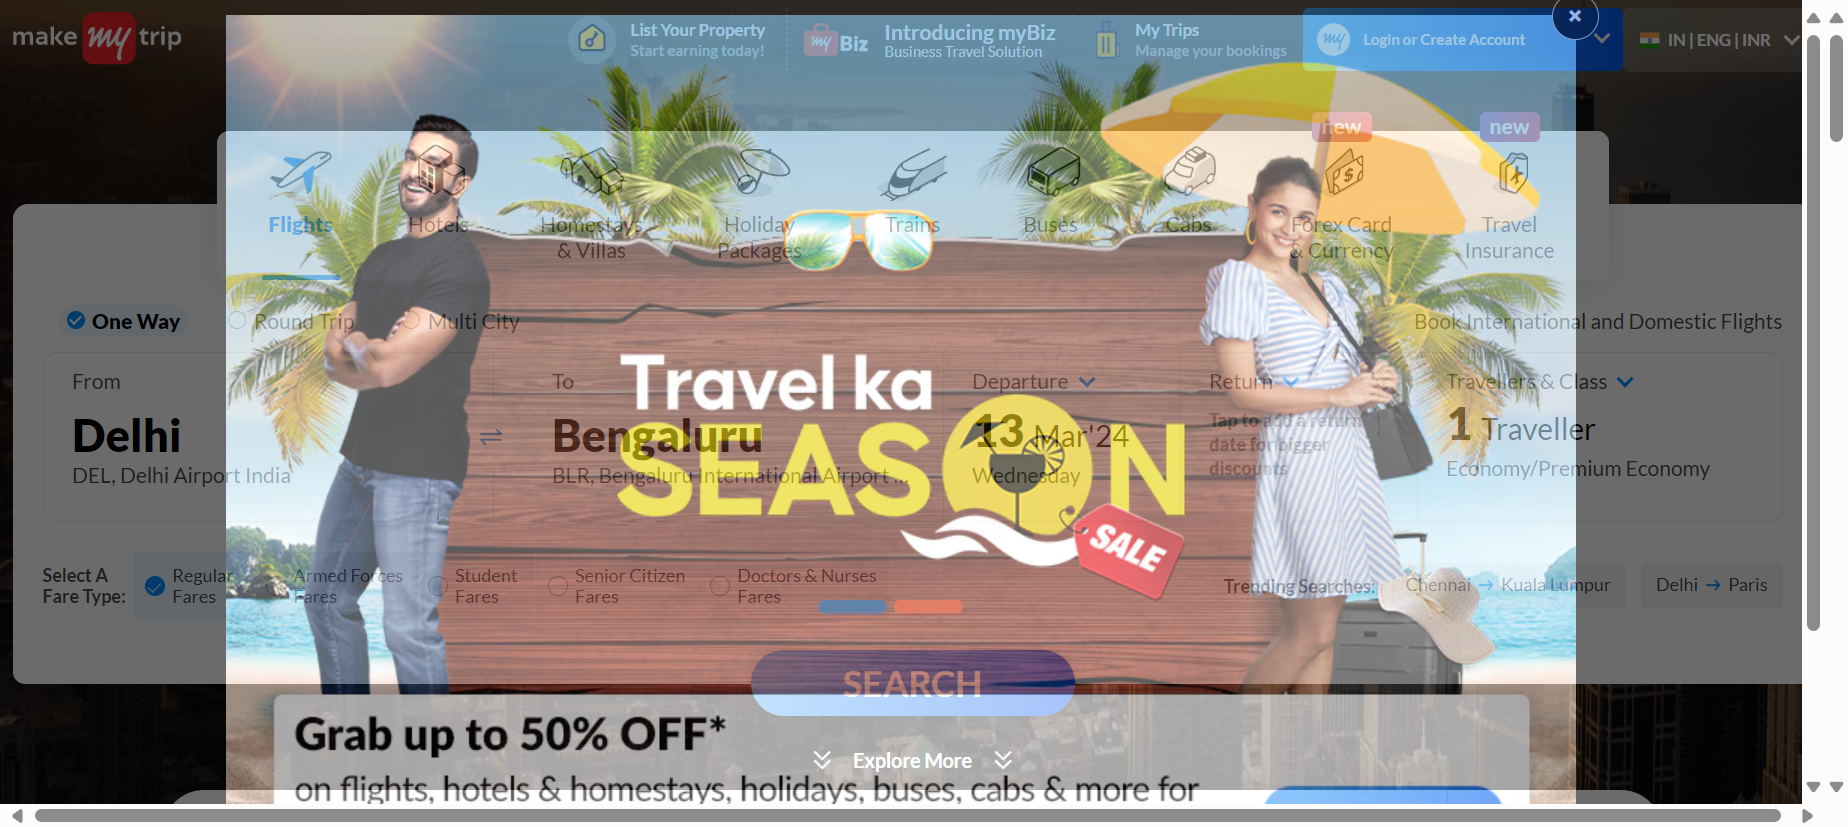 make my trip
List Your Property
Start earning today!
my Biz
Introducing myBiz
Business Travel Solution
My Trips
Manage your bookings
my
Login or Create Account
IN | ENG | INR
new
new
Flights
Hotels
Homestays
& Villas
Holiday
Packages
Trains
Buses
Cabs
Forex Card
& Currency
Travel
Insurance
One Way
Round Trip
Multi City
Book International and Domestic Flights
From
Delhi
DEL, Delhi Airport India
To
Bengaluru
BLR, Bengaluru International Airport ...
Departure
13 Mar'24
Wednesday
Return
Tap to add a return
date for bigger
discounts
Travellers & Class
1 Traveller
Economy/Premium Economy
Travel ka
SEASON
SALE
Select A
Fare Type:
Regular
Fares
Armed Forces
Fares
Student
Fares
Senior Citizen
Fares
Doctors & Nurses
Fares
Trending Searches:
Chennai → Kuala Lumpur
Delhi → Paris
SEARCH
Grab up to 50% OFF*
Explore More
on flights, hotels & homestays, holidays, buses, cabs & more for